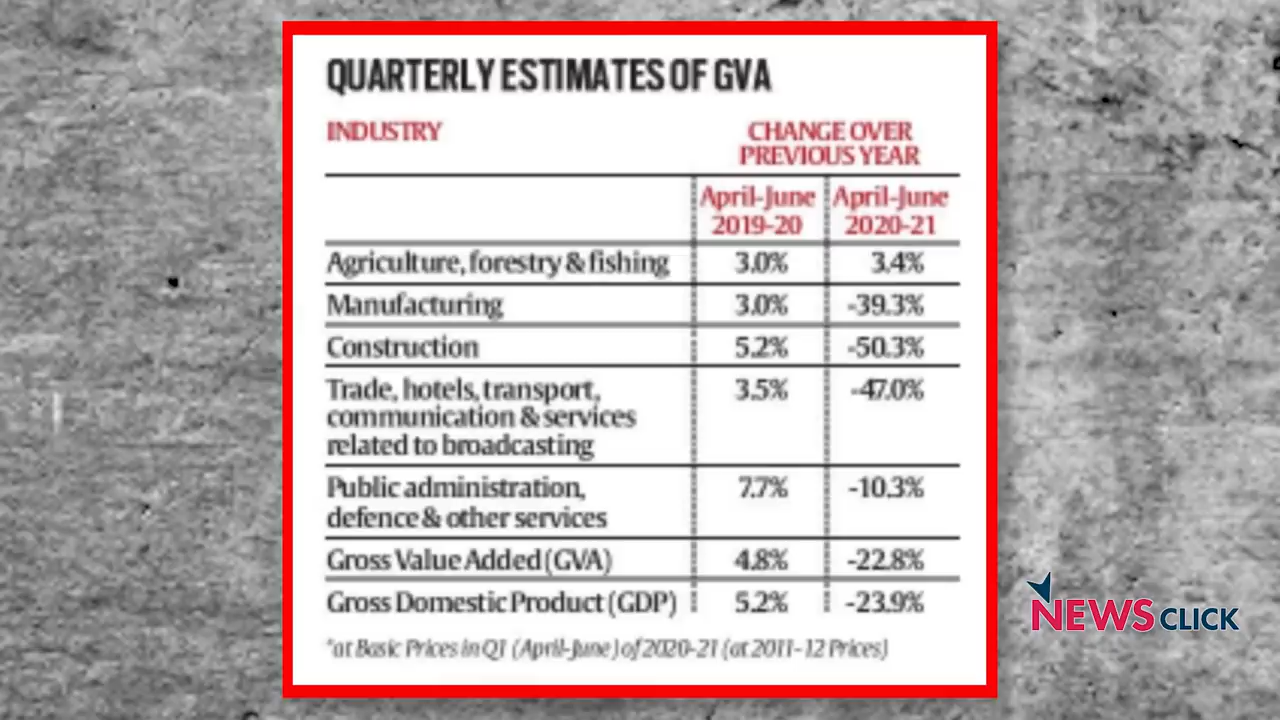 QUARTERLY ESTIMATES OF GVA
INDUSTRY
CHANGE OVER
PREVIOUS YEAR
April-June April-June
2019-20 2020-21
Agriculture, forestry & fishing 3.0% 3.4%
Manufacturing 3.0% -39.3%
Construction 5.2% -50.3%
Trade, hotels, transport, 3.5% -47.0%
communication & services
related to broadcasting
Public administration, 7.7% -10.3%
defence & other services
Gross Value Added (GVA) 4.8% -22.8%
Gross Domestic Product (GDP) 5.2% -23.9%
*at Basic Prices in Q1 (April-June) of 2020-21 (at 2011-12 Prices)
NEWSCLICK